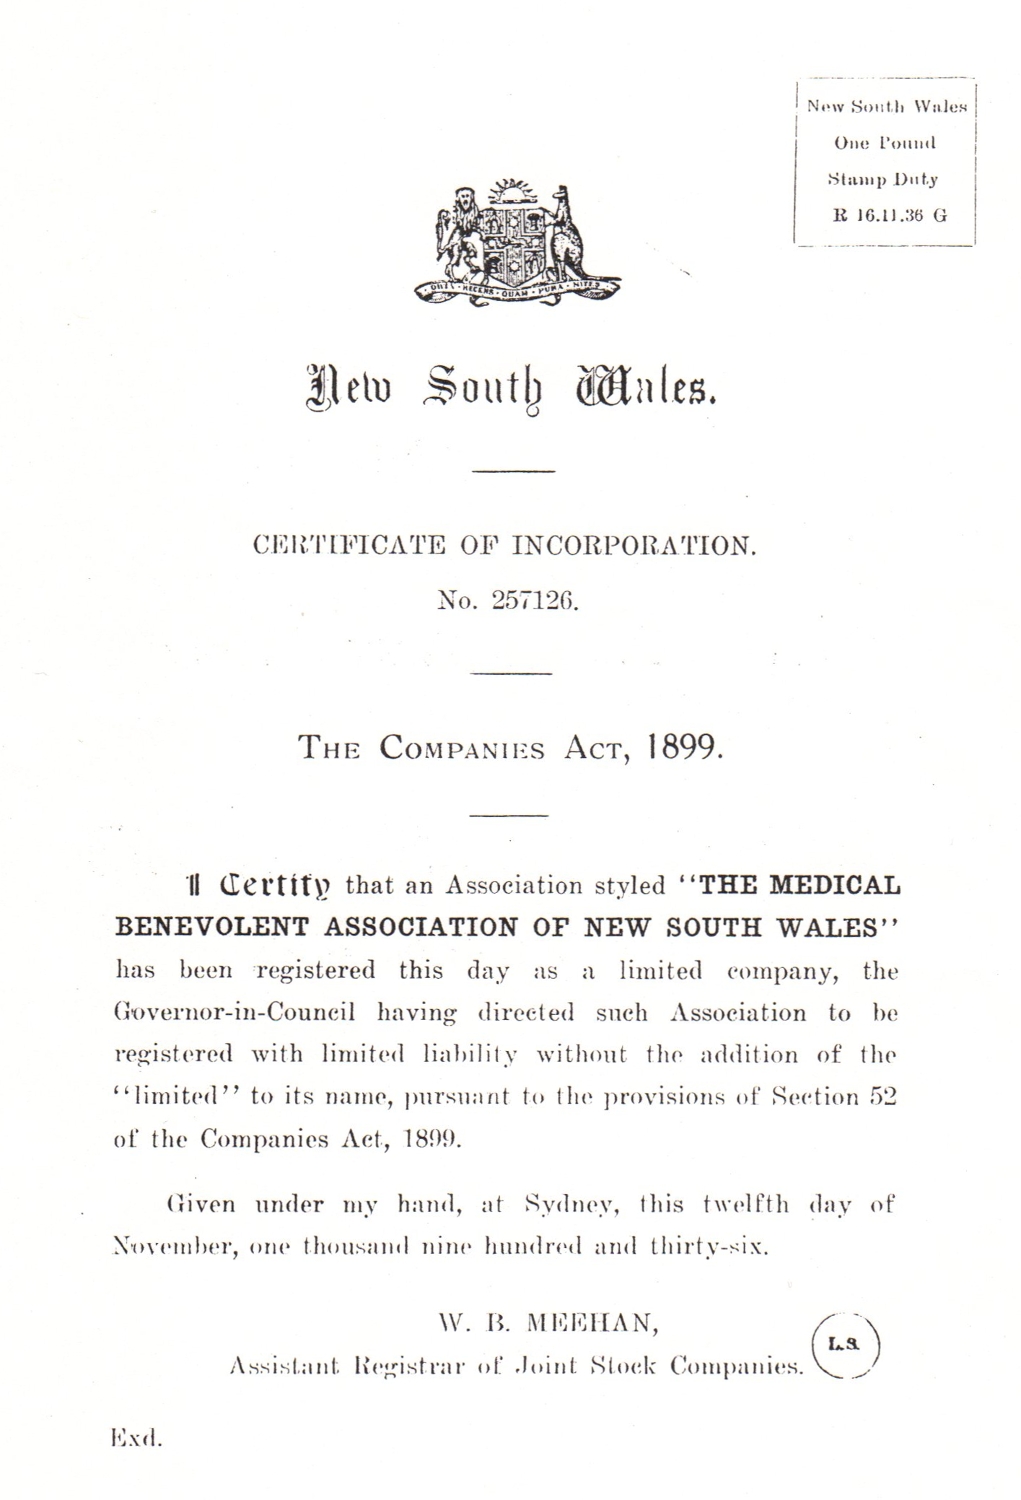 New South Wales
One Pound
Stamp Duty
R 16.11.36 G
ORTA · RECENS · QUAM · PURA · NITES
New South Wales.
CERTIFICATE OF INCORPORATION.
No. 257126.
THE COMPANIES ACT, 1899.
I Certify that an Association styled “THE MEDICAL
BENEVOLENT ASSOCIATION OF NEW SOUTH WALES”
has been registered this day as a limited company, the
Governor-in-Council having directed such Association to be
registered with limited liability without the addition of the
“limited” to its name, pursuant to the provisions of Section 52
of the Companies Act, 1899.
Given under my hand, at Sydney, this twelfth day of
November, one thousand nine hundred and thirty-six.
W. B. MEEHAN,
Assistant Registrar of Joint Stock Companies.
L.S.
Exd.